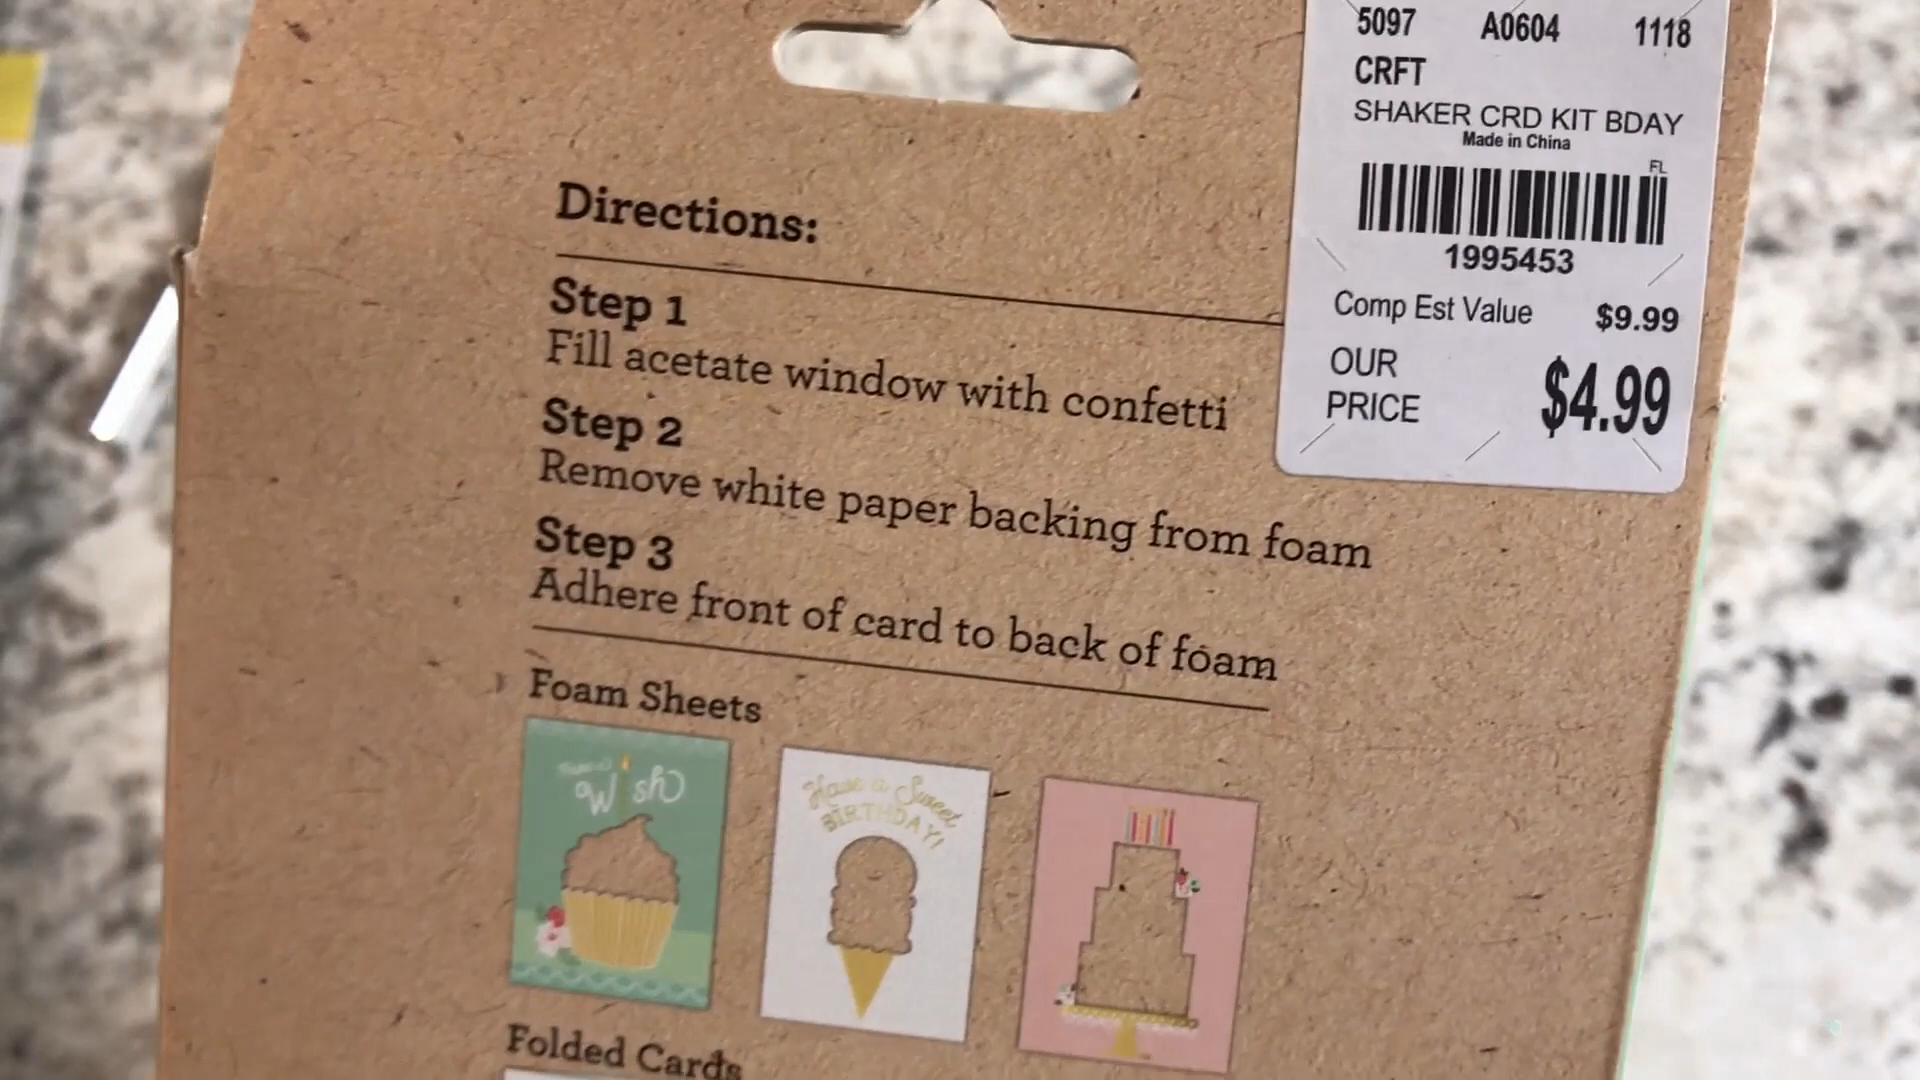 5097 A0604 1118
CRFT
SHAKER CRD KIT BDAY
Made in China
FL
1995453
Comp Est Value $9.99
OUR
PRICE $4.99
Directions:
Step 1
Fill acetate window with confetti
Step 2
Remove white paper backing from foam
Step 3
Adhere front of card to back of foam
Foam Sheets
Wish
Have a Sweet
BIRTHDAY!
Folded Cards